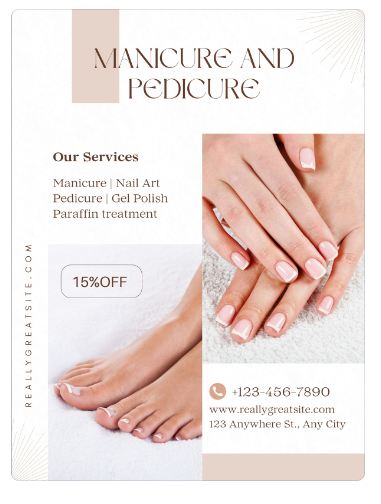 MANICURE AND
PEDICURE
Our Services
Manicure | Nail Art
Pedicure | Gel Polish
Paraffin treatment
15%OFF
REALLYGREATSITE.COM
+123-456-7890
www.reallygreatsite.com
123 Anywhere St., Any City